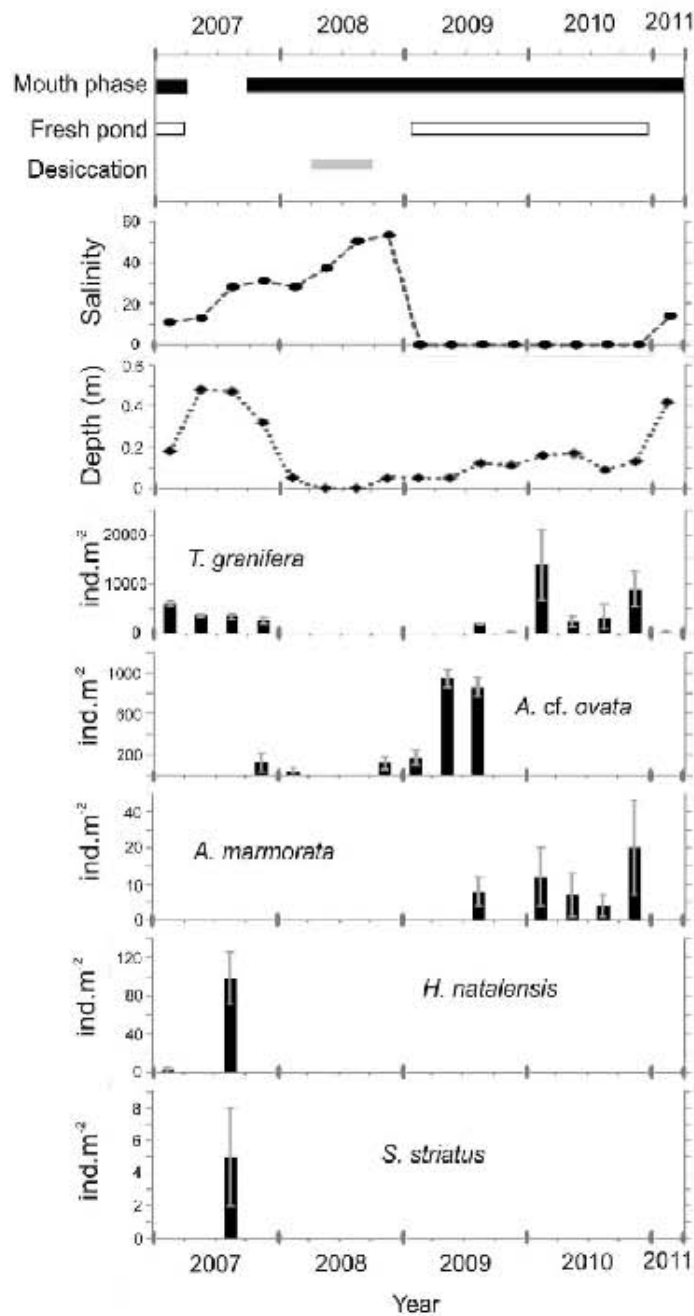 2007 2008 2009 2010 2011
Mouth phase
Fresh pond
Desiccation
Salinity
60
40
20
0
Depth (m)
0.6
0.4
0.2
0
ind.m-2
20000
10000
0
T. granifera
ind.m-2
1000
600
200
A. cf. ovata
ind.m-2
40
20
10
0
A. marmorata
ind.m-2
120
80
40
0
H. natalensis
ind.m-2
8
6
4
2
0
S. striatus
2007 2008 2009 2010 2011
Year